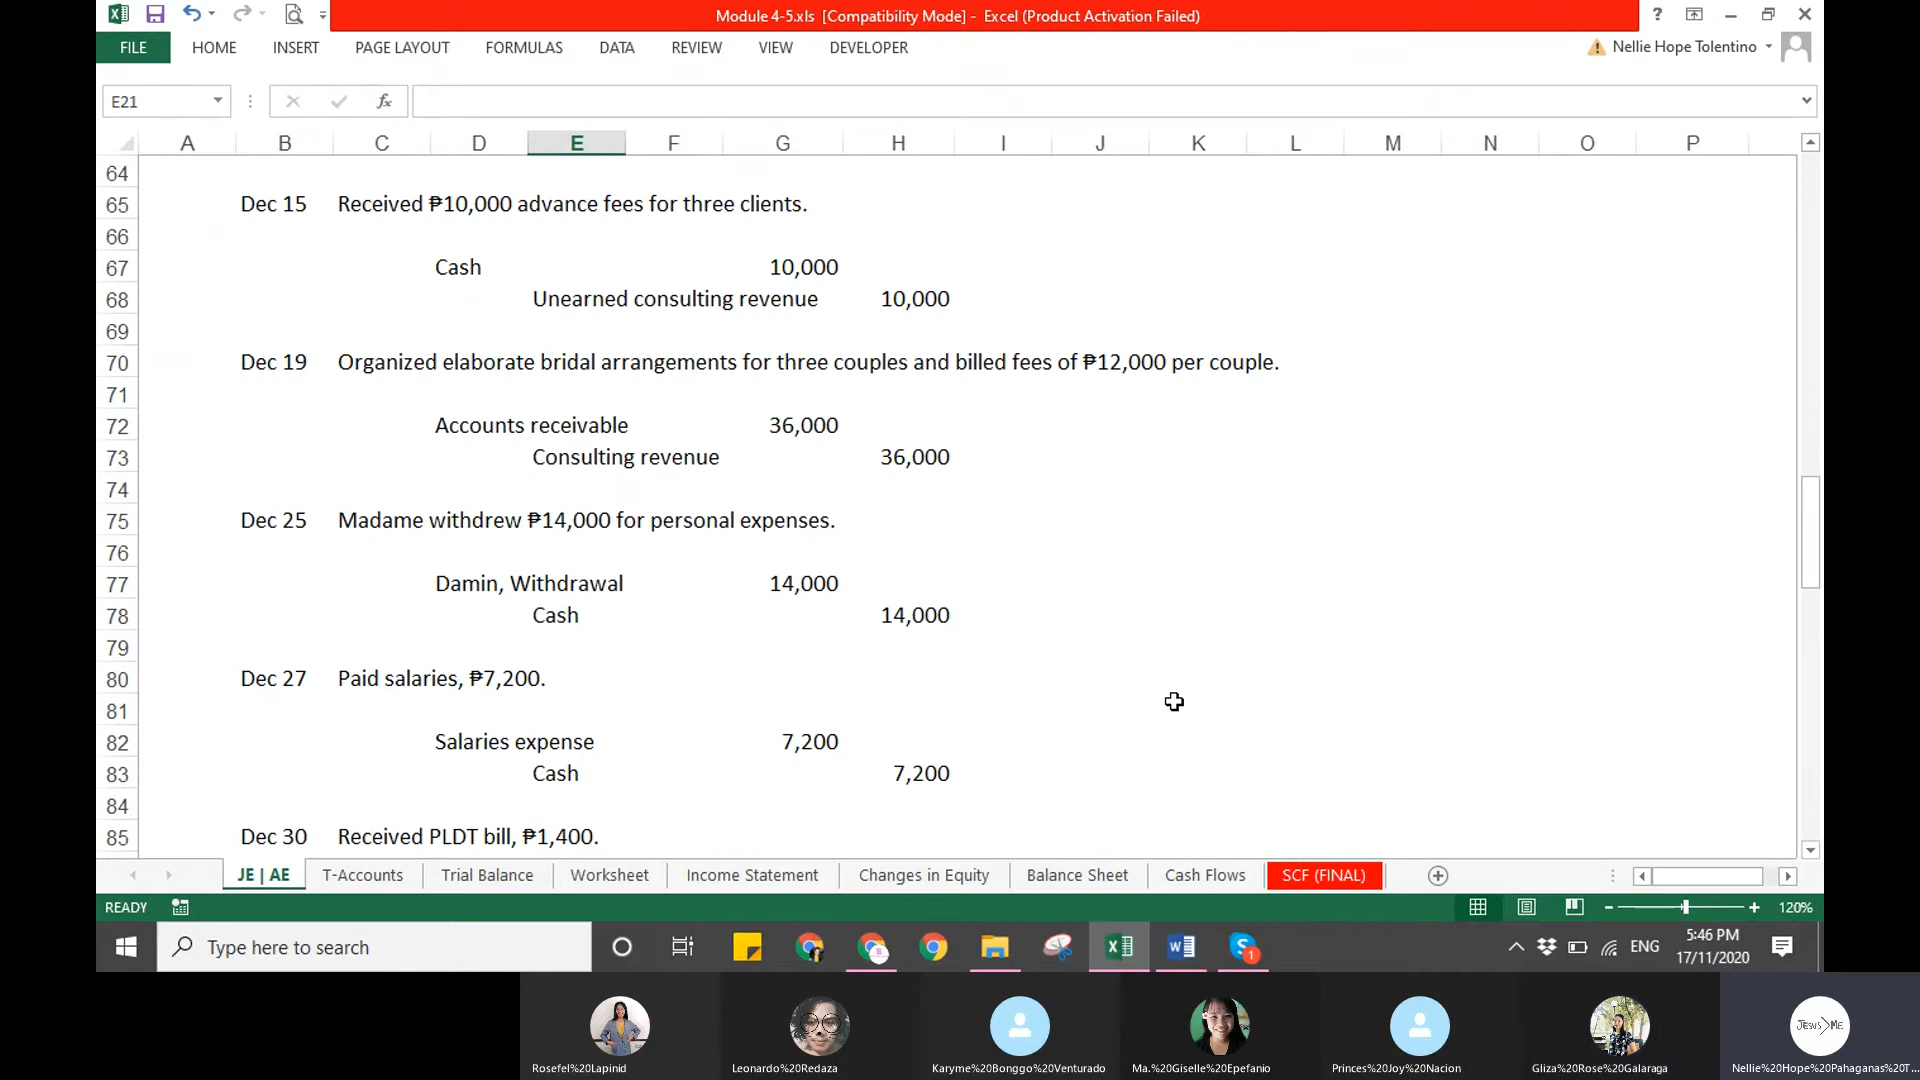 Module 4-5.xls [Compatibility Mode] - Excel (Product Activation Failed)
FILE HOME INSERT PAGE LAYOUT FORMULAS DATA REVIEW VIEW DEVELOPER
Nellie Hope Tolentino
E21
fx
A B C D E F G H I J K L M N O P
64
65 Dec 15 Received ₱10,000 advance fees for three clients.
66
67 Cash 10,000
68 Unearned consulting revenue 10,000
69
70 Dec 19 Organized elaborate bridal arrangements for three couples and billed fees of ₱12,000 per couple.
71
72 Accounts receivable 36,000
73 Consulting revenue 36,000
74
75 Dec 25 Madame withdrew ₱14,000 for personal expenses.
76
77 Damin, Withdrawal 14,000
78 Cash 14,000
79
80 Dec 27 Paid salaries, ₱7,200.
81
82 Salaries expense 7,200
83 Cash 7,200
84
85 Dec 30 Received PLDT bill, ₱1,400.
JE | AE T-Accounts Trial Balance Worksheet Income Statement Changes in Equity Balance Sheet Cash Flows SCF (FINAL)
READY 120%
Type here to search
1
ENG
5:46 PM
17/11/2020
JESUS>ME
Rosefel%20Lapinid Leonardo%20Redaza Karyme%20Bonggo%20Venturado Ma.%20Giselle%20Epefanio Princes%20Joy%20Nacion Gliza%20Rose%20Galaraga Nellie%20Hope%20Pahaganas%20T...